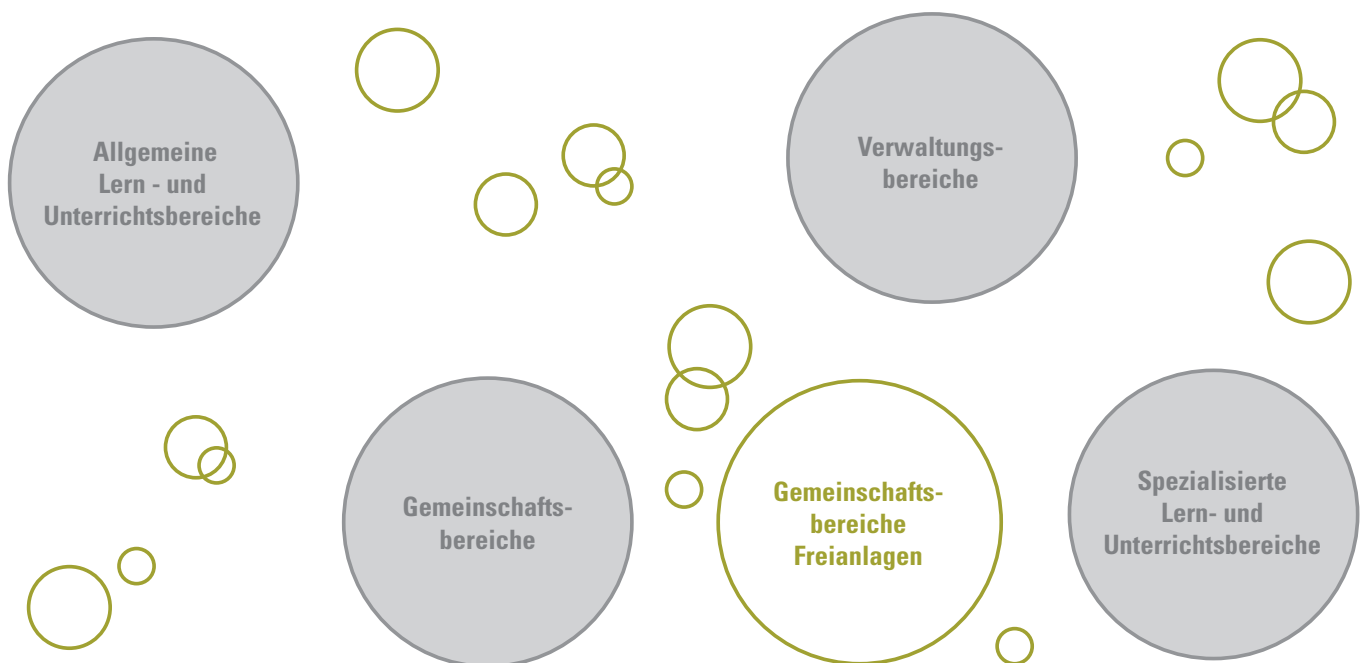 Allgemeine
Lern - und
Unterrichtsbereiche
Verwaltungs-
bereiche
Gemeinschafts-
bereiche
Gemeinschafts-
bereiche
Freianlagen
Spezialisierte
Lern- und
Unterrichtsbereiche